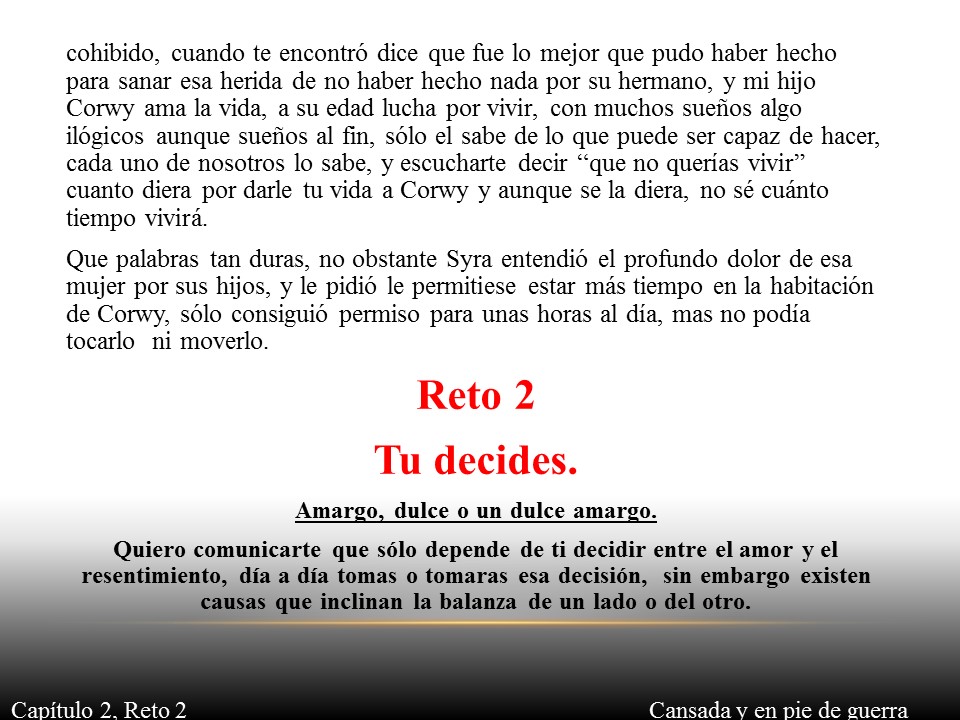 cohibido, cuando te encontró dice que fue lo mejor que pudo haber hecho
para sanar esa herida de no haber hecho nada por su hermano, y mi hijo
Corwy ama la vida, a su edad lucha por vivir, con muchos sueños algo
ilógicos aunque sueños al fin, sólo el sabe de lo que puede ser capaz de hacer,
cada uno de nosotros lo sabe, y escucharte decir “que no querías vivir”
cuanto diera por darle tu vida a Corwy y aunque se la diera, no sé cuánto
tiempo vivirá.
Que palabras tan duras, no obstante Syra entendió el profundo dolor de esa
mujer por sus hijos, y le pidió le permitiese estar más tiempo en la habitación
de Corwy, sólo consiguió permiso para unas horas al día, mas no podía
tocarlo ni moverlo.
Reto 2
Tu decides.
Amargo, dulce o un dulce amargo.
Quiero comunicarte que sólo depende de ti decidir entre el amor y el
resentimiento, día a día tomas o tomaras esa decisión, sin embargo existen
causas que inclinan la balanza de un lado o del otro.
Capítulo 2, Reto 2
Cansada y en pie de guerra